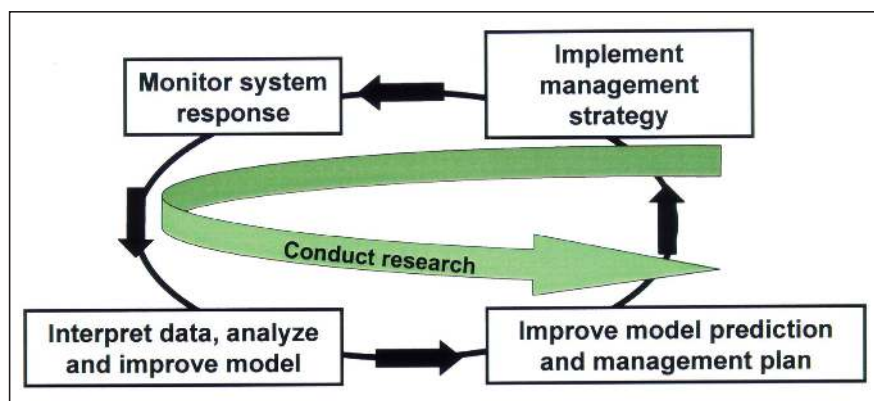 Implement
management
strategy
Monitor system
response
Interpret data, analyze
and improve model
Improve model prediction
and management plan
Conduct research